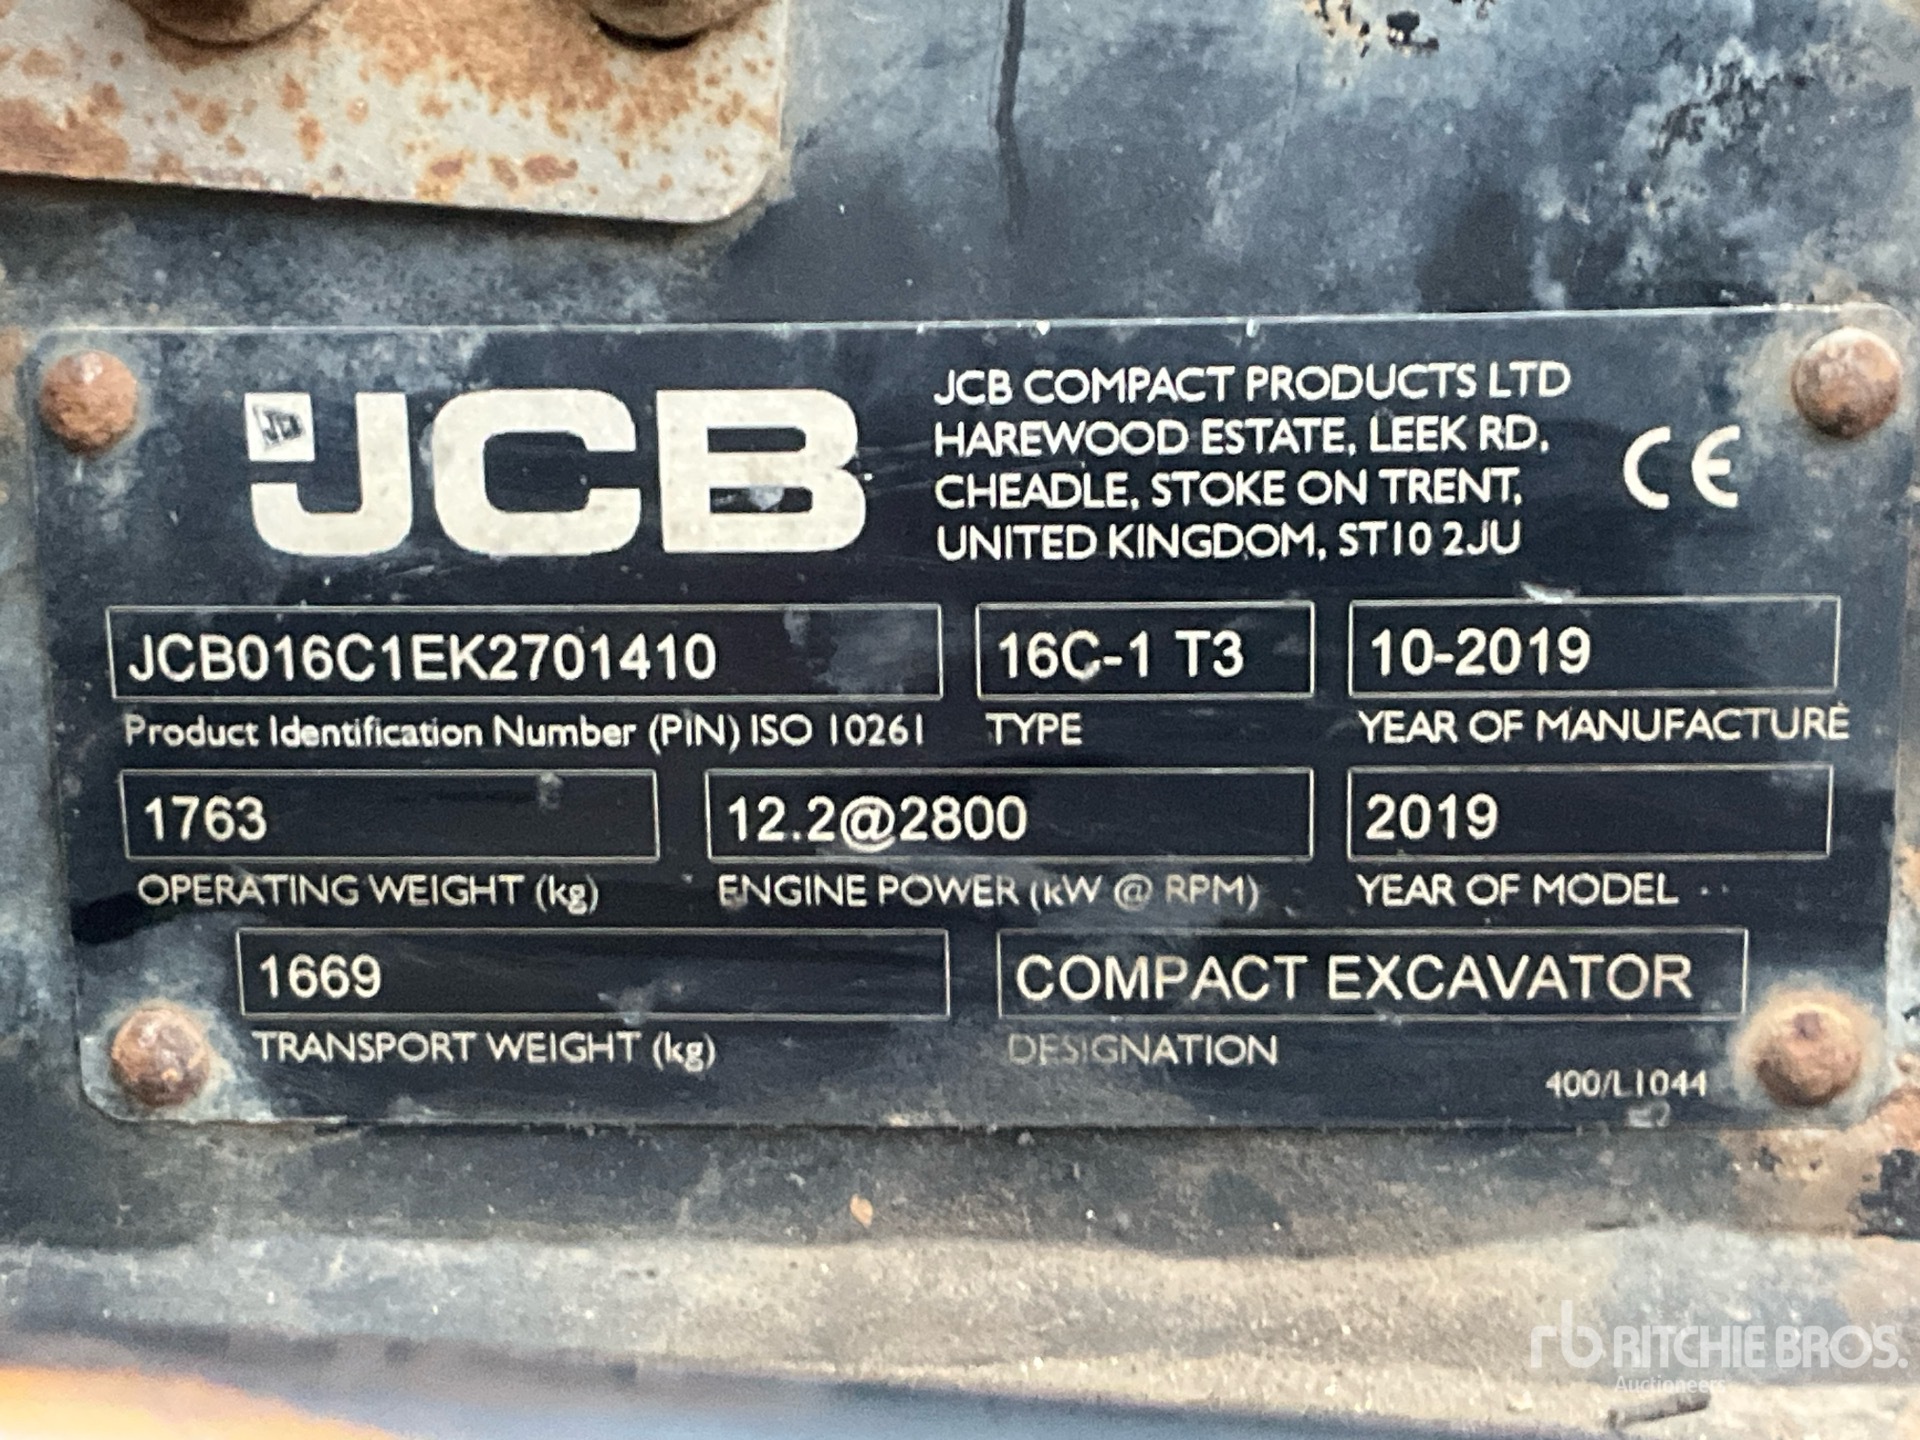 JCB
JCB
JCB COMPACT PRODUCTS LTD
HAREWOOD ESTATE, LEEK RD,
CHEADLE, STOKE ON TRENT,
UNITED KINGDOM, ST10 2JU
CE
JCB016C1EK2701410
Product Identification Number (PIN) ISO 10261
16C-1 T3
TYPE
10-2019
YEAR OF MANUFACTURE
1763
OPERATING WEIGHT (kg)
12.2@2800
ENGINE POWER (kW @ RPM)
2019
YEAR OF MODEL
1669
TRANSPORT WEIGHT (kg)
COMPACT EXCAVATOR
DESIGNATION
400/L1044
rb RITCHIE BROS.
Auctioneers